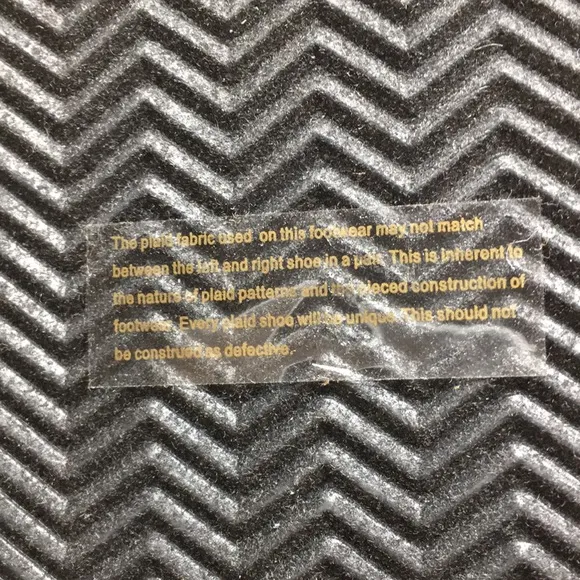 The plaid fabric used on this footwear may not match
between the left and right shoe in a pair. This is inherent to
the nature of plaid patterns and the pieced construction of
footwear. Every plaid shoe will be unique. This should not
be construed as defective.